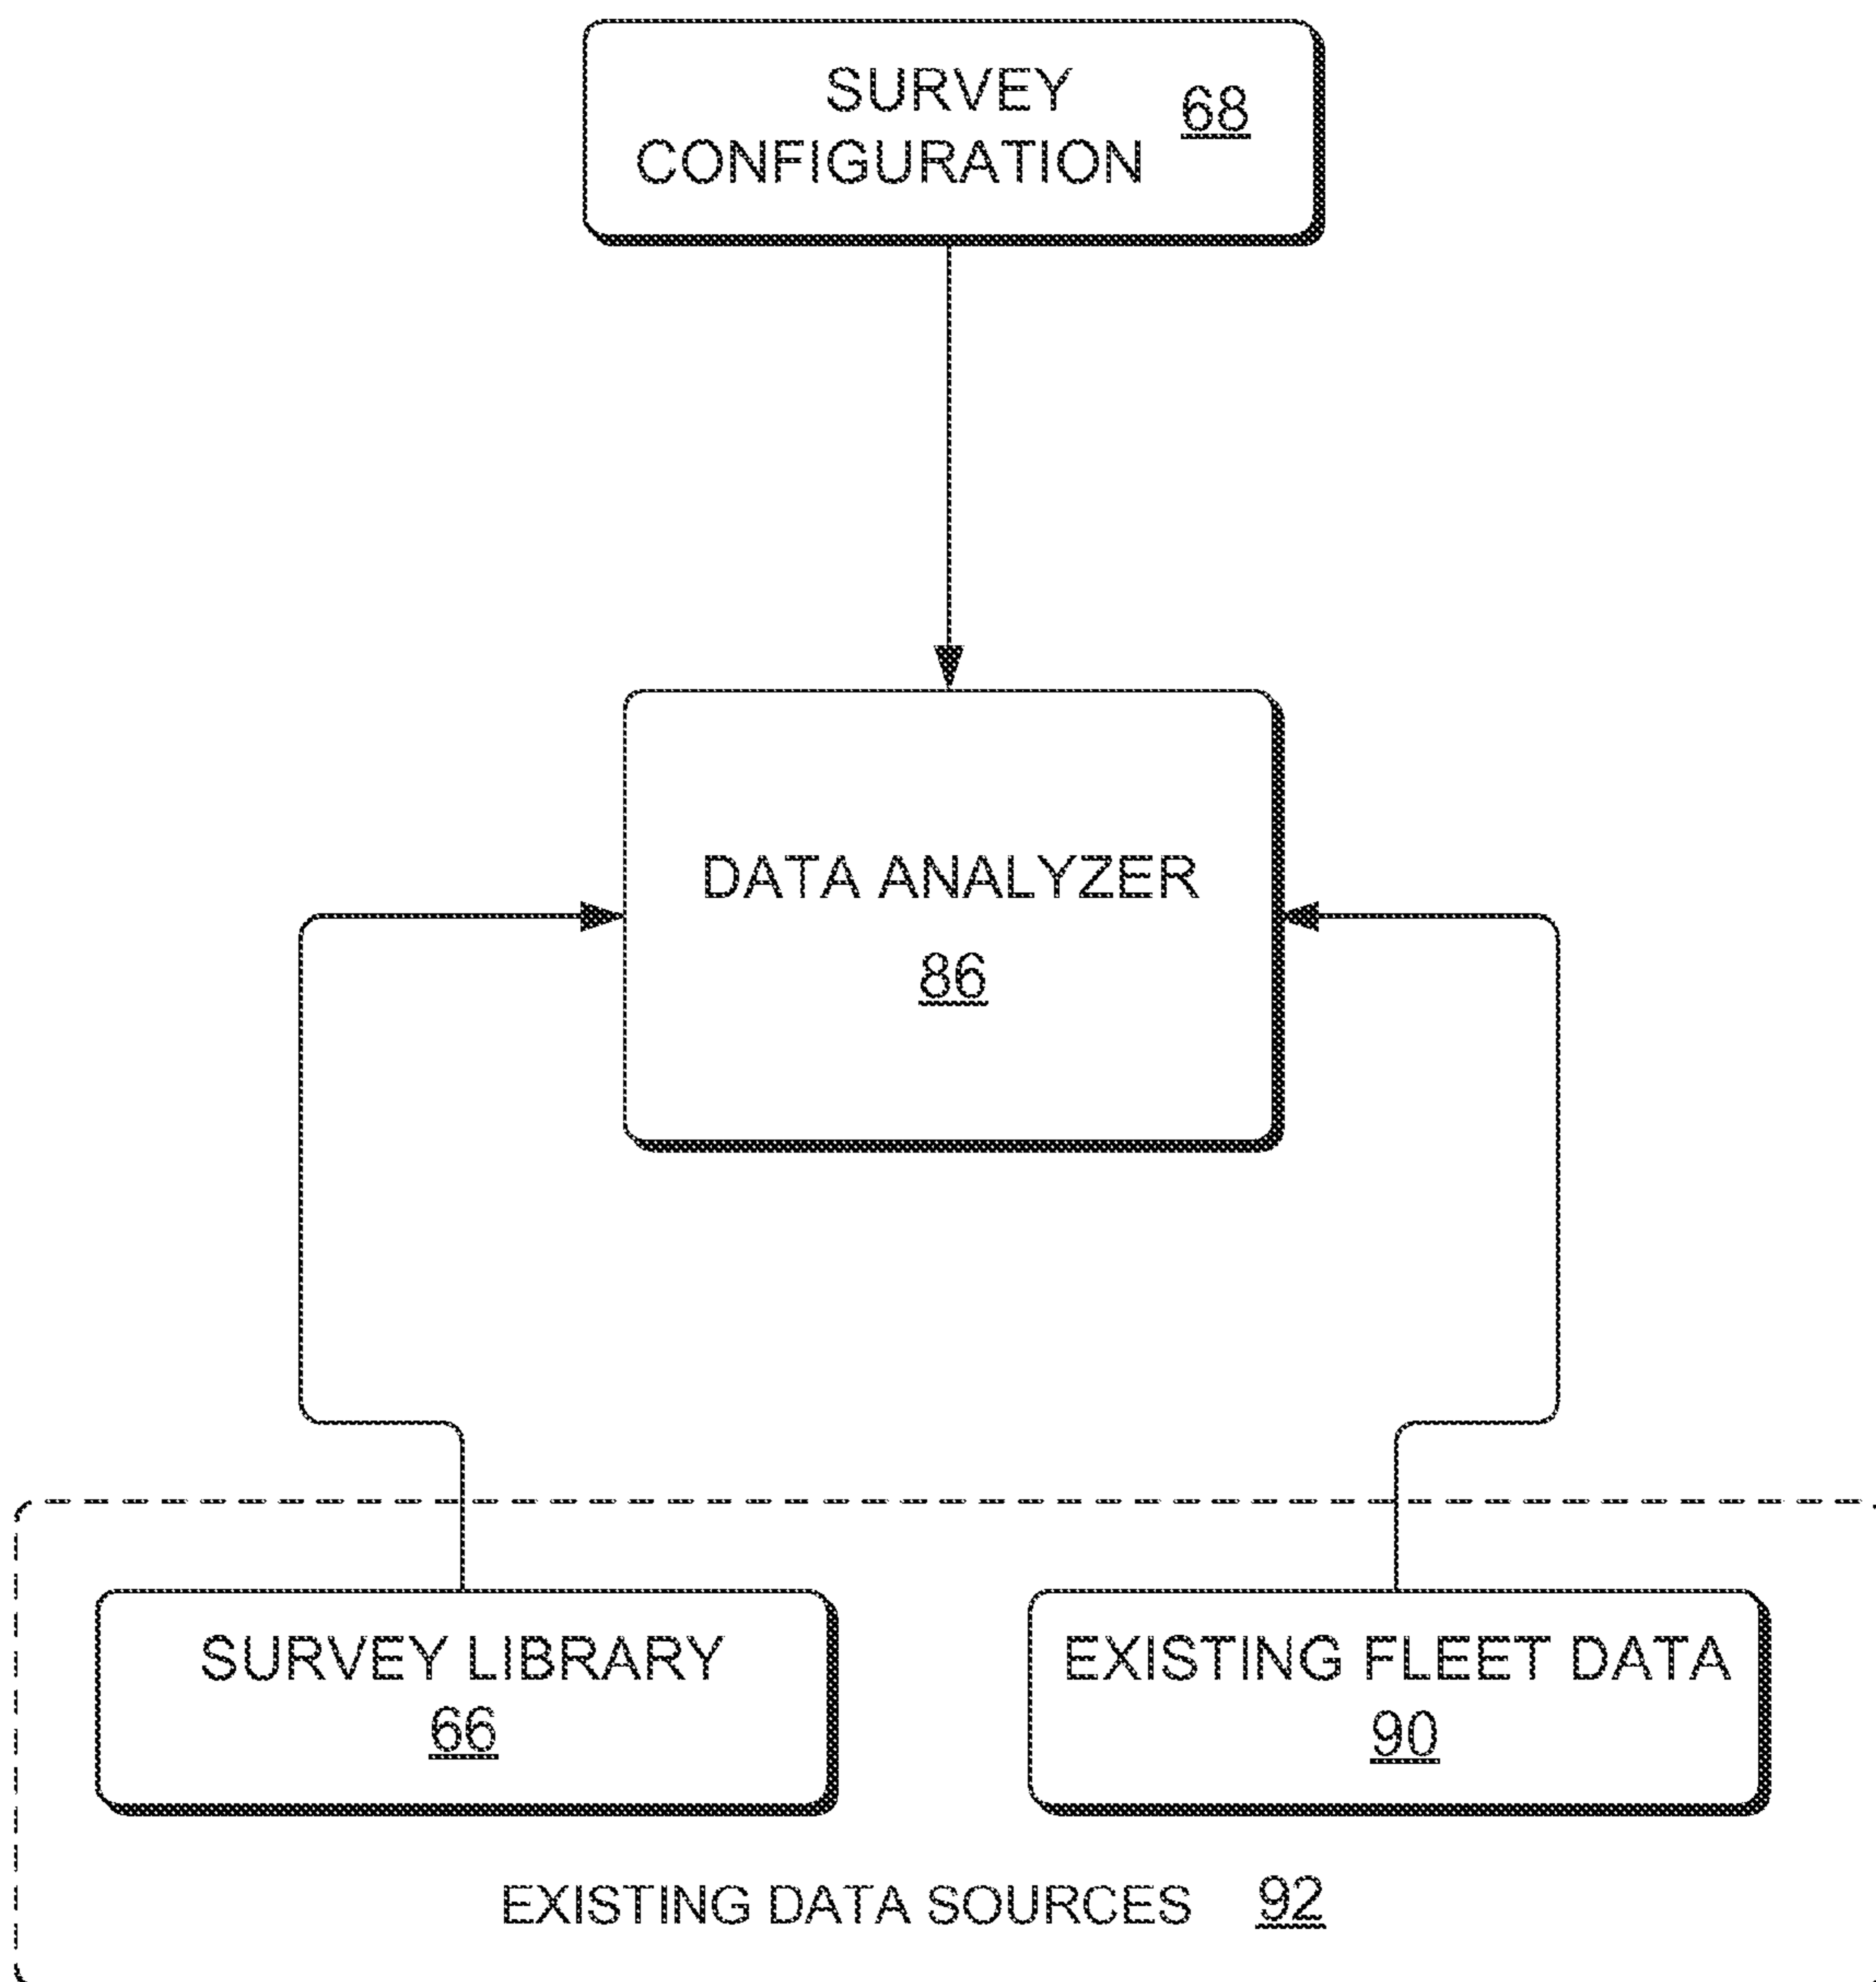 SURVEY
CONFIGURATION 68
DATA ANALYZER
86
SURVEY LIBRARY
66
EXISTING FLEET DATA
90
EXISTING DATA SOURCES 92